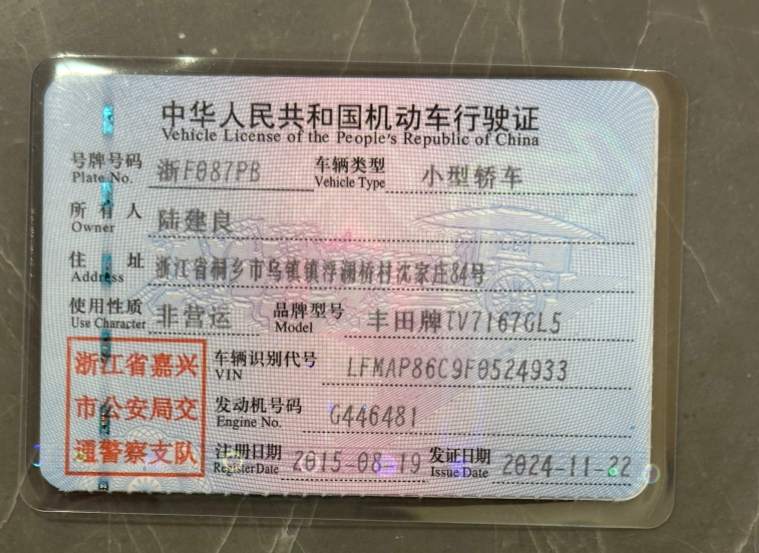 中华人民共和国机动车行驶证
Vehicle License of the People's Republic of China
号牌号码 浙F087PB 车辆类型 小型轿车
Plate No. Vehicle Type
所有人 陆建良
Owner
住址 浙江省桐乡市乌镇镇浮澜桥村沈家庄84号
Address
使用性质 非营运 品牌型号 丰田牌TV7167GL5
Use Character Model
浙江省嘉兴
市公安局交
通警察支队
车辆识别代号 LFMAP86C9F0524933
VIN
发动机号码 G446481
Engine No.
注册日期 2015-08-19 发证日期 2024-11-22
Register Date Issue Date